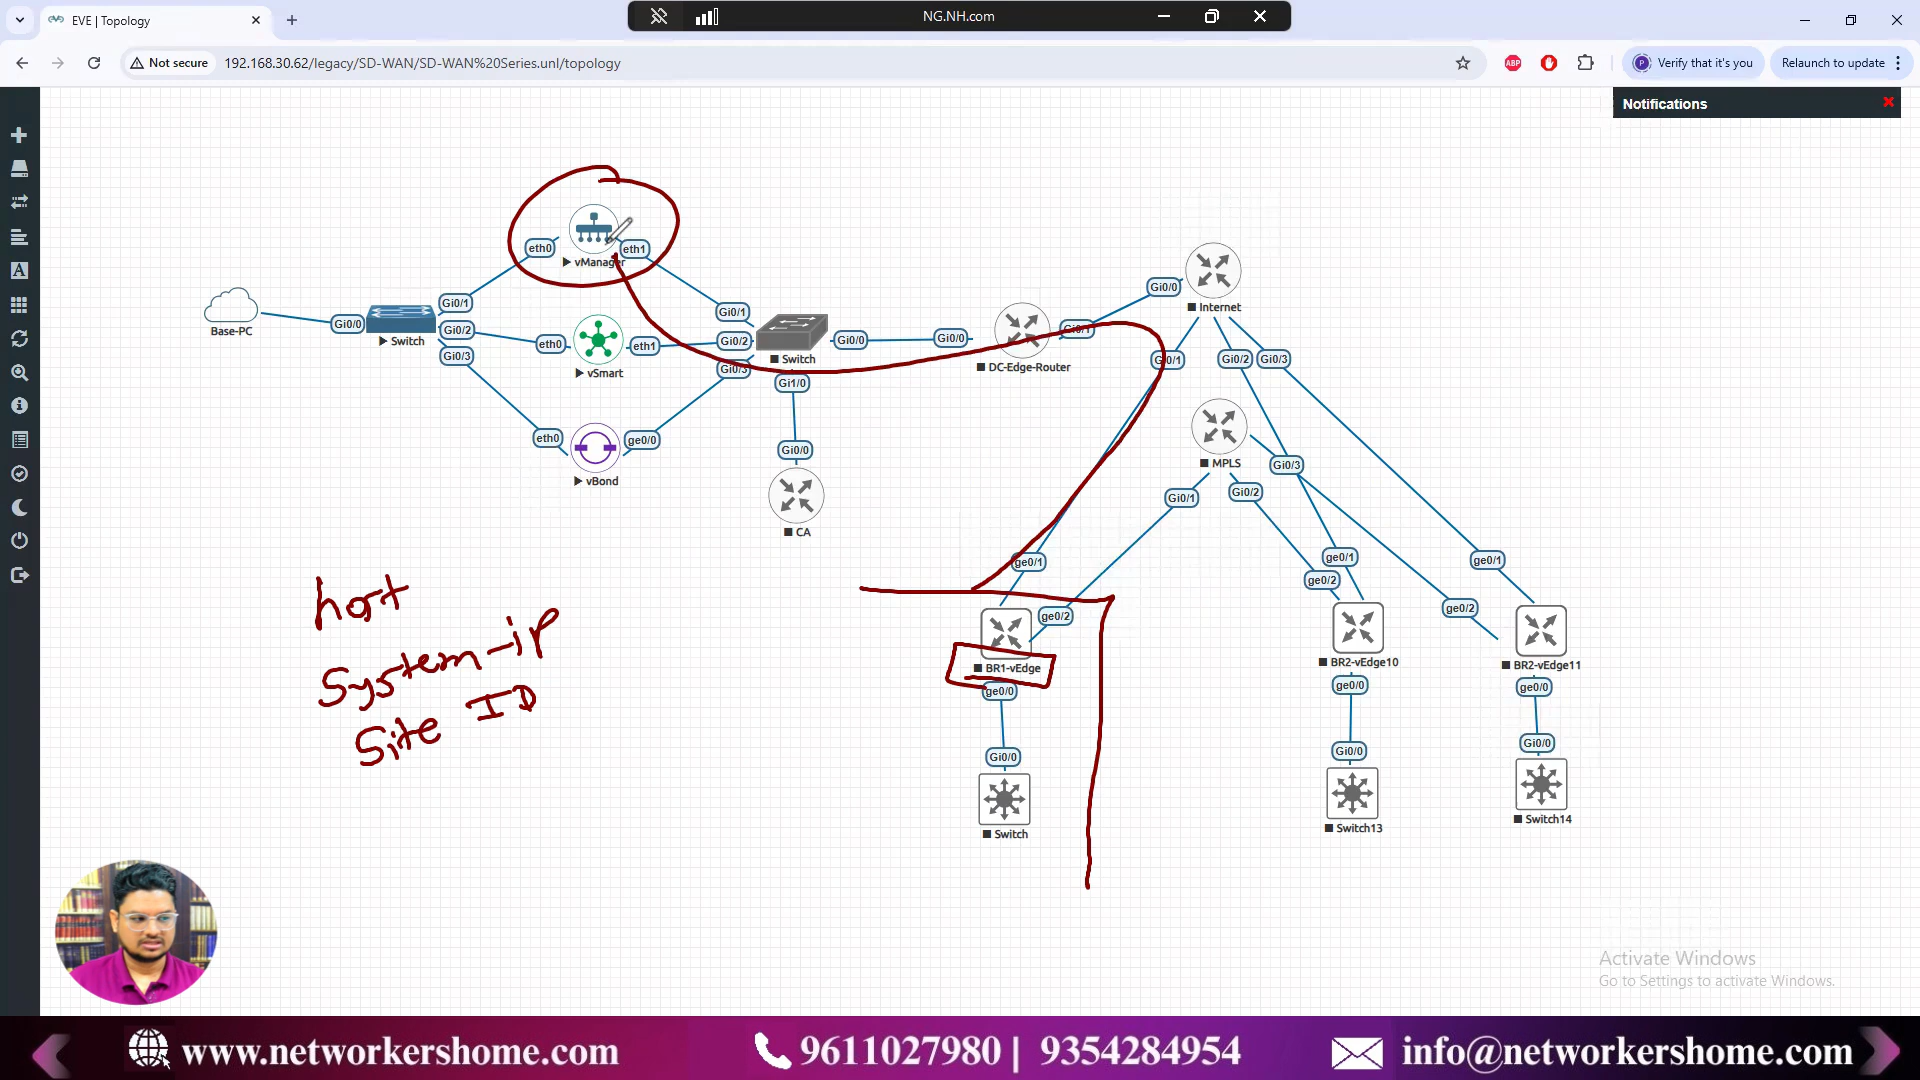 EVE | Topology
NG.NH.com
Not secure
192.168.30.62/legacy/SD-WAN/SD-WAN%20Series.unl/topology
ABP
P
Verify that it's you
Relaunch to update
Notifications
Base-PC
Gi0/0
Switch
Gi0/1
Gi0/2
Gi0/3
eth0
vManager
eth1
eth0
vSmart
eth1
eth0
vBond
ge0/0
Gi0/1
Gi0/2
Gi0/3
Switch
Gi0/0
Gi1/0
Gi0/0
CA
Gi0/0
DC-Edge-Router
Gi0/1
Gi0/0
Internet
Gi0/1
Gi0/2
Gi0/3
MPLS
Gi0/1
Gi0/2
Gi0/3
ge0/1
ge0/2
BR1-vEdge
ge0/0
Gi0/0
Switch
ge0/1
ge0/2
BR2-vEdge10
ge0/0
Gi0/0
Switch13
ge0/1
ge0/2
BR2-vEdge11
ge0/0
Gi0/0
Switch14
host
System-iP
Site ID
Activate Windows
Go to Settings to activate Windows.
www.networkershome.com
9611027980 | 9354284954
info@networkershome.com